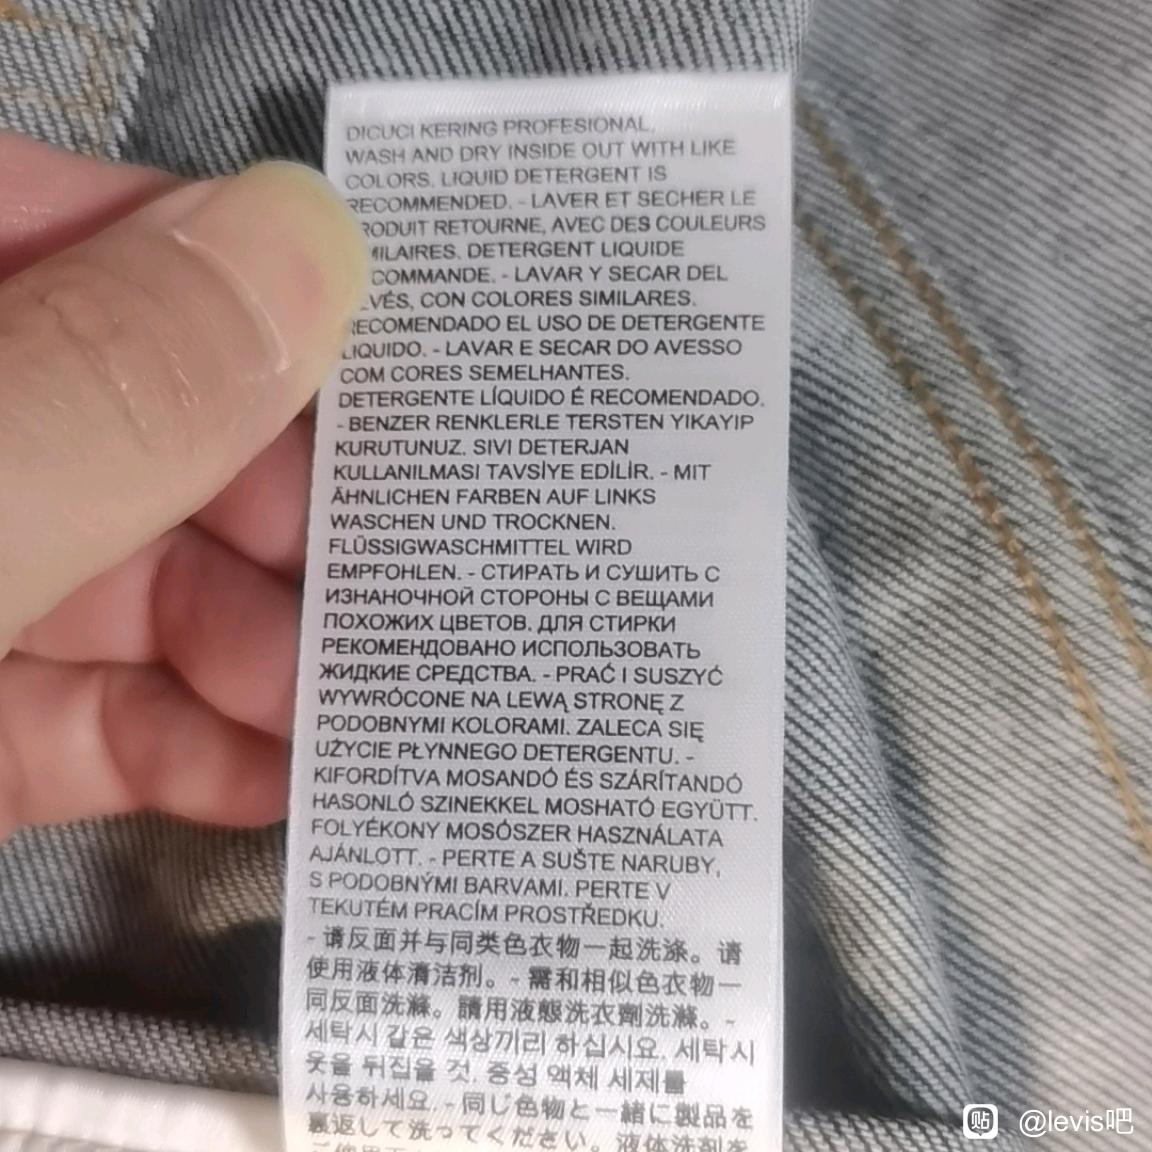 DICUCI KERING PROFESIONAL.
WASH AND DRY INSIDE OUT WITH LIKE
COLORS. LIQUID DETERGENT IS
RECOMMENDED. - LAVER ET SECHER LE
RODUIT RETOURNE, AVEC DES COULEURS
MILAIRES. DETERGENT LIQUIDE
COMMANDE. - LAVAR Y SECAR DEL
VÉS, CON COLORES SIMILARES.
RECOMENDADO EL USO DE DETERGENTE
LIQUIDO. - LAVAR E SECAR DO AVESSO
COM CORES SEMELHANTES.
DETERGENTE LÍQUIDO É RECOMENDADO.
- BENZER RENKLERLE TERSTEN YIKAYIP
KURUTUNUZ. SIVI DETERJAN
KULLANILMASI TAVSİYE EDİLİR. - MIT
ÄHNLICHEN FARBEN AUF LINKS
WASCHEN UND TROCKNEN.
FLÜSSIGWASCHMITTEL WIRD
EMPFOHLEN. - СТИРАТЬ И СУШИТЬ С
ИЗНАНОЧНОЙ СТОРОНЫ С ВЕЩАМИ
ПОХОЖИХ ЦВЕТОВ. ДЛЯ СТИРКИ
РЕКОМЕНДОВАНО ИСПОЛЬЗОВАТЬ
ЖИДКИЕ СРЕДСТВА. - PRAĆ I SUSZYĆ
WYWRÓCONE NA LEWĄ STRONĘ Z
PODOBNYMI KOLORAMI. ZALECA SIĘ
UŻYCIE PŁYNNEGO DETERGENTU. -
KIFORDÍTVA MOSANDÓ ÉS SZÁRÍTANDÓ
HASONLÓ SZINEKKEL MOSHATÓ EGYÜTT.
FOLYÉKONY MOSÓSZER HASZNÁLATA
AJÁNLOTT. - PERTE A SUŠTE NARUBY,
S PODOBNÝMI BARVAMI. PERTE V
TEKUTÉM PRACÍM PROSTŘEDKU.
- 请反面并与同类色衣物一起洗涤。请
使用液体清洁剂。- 需和相似色衣物一
同反面洗滌。請用液態洗衣劑洗滌。-
세탁시 같은 색상끼리 하십시요. 세탁시
옷을 뒤집을 것. 중성 액체 세제를
사용하세요. - 同じ色物と一緒に製品を
裏返して洗ってください。液体洗剤を
贴 @levis吧